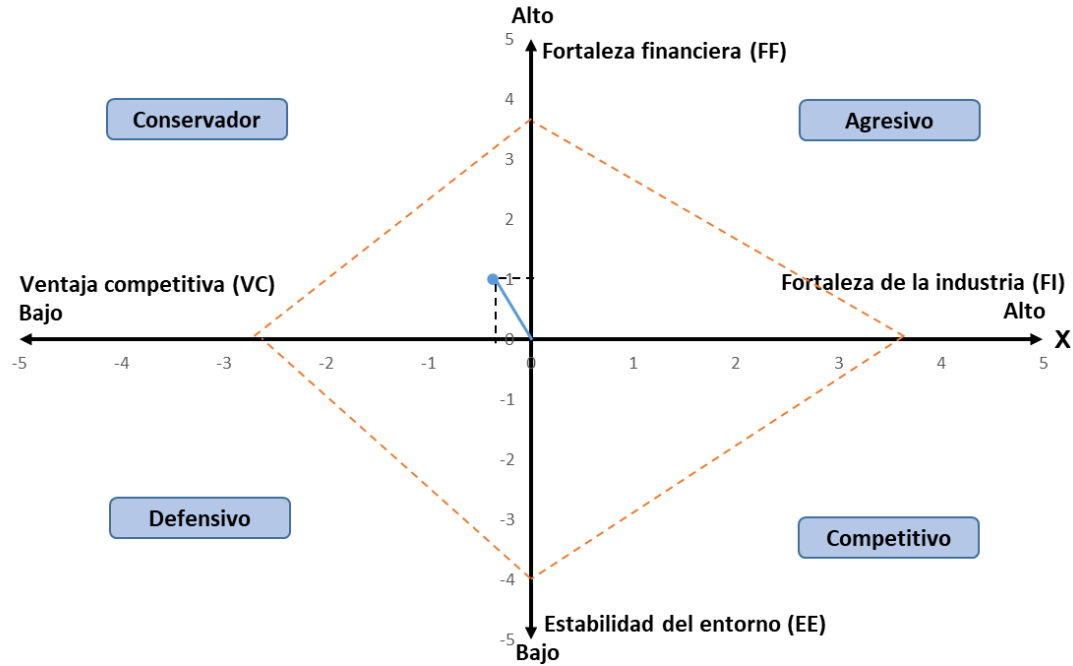 Alto
5
Fortaleza financiera (FF)
4
Conservador
Agresivo
3
2
Ventaja competitiva (VC)
1
Fortaleza de la industria (FI)
Bajo
Alto
0
X
-5 -4 -3 -2 -1 0 1 2 3 4 5
-1
-2
-3
Defensivo
Competitivo
-4
Estabilidad del entorno (EE)
-5
Bajo